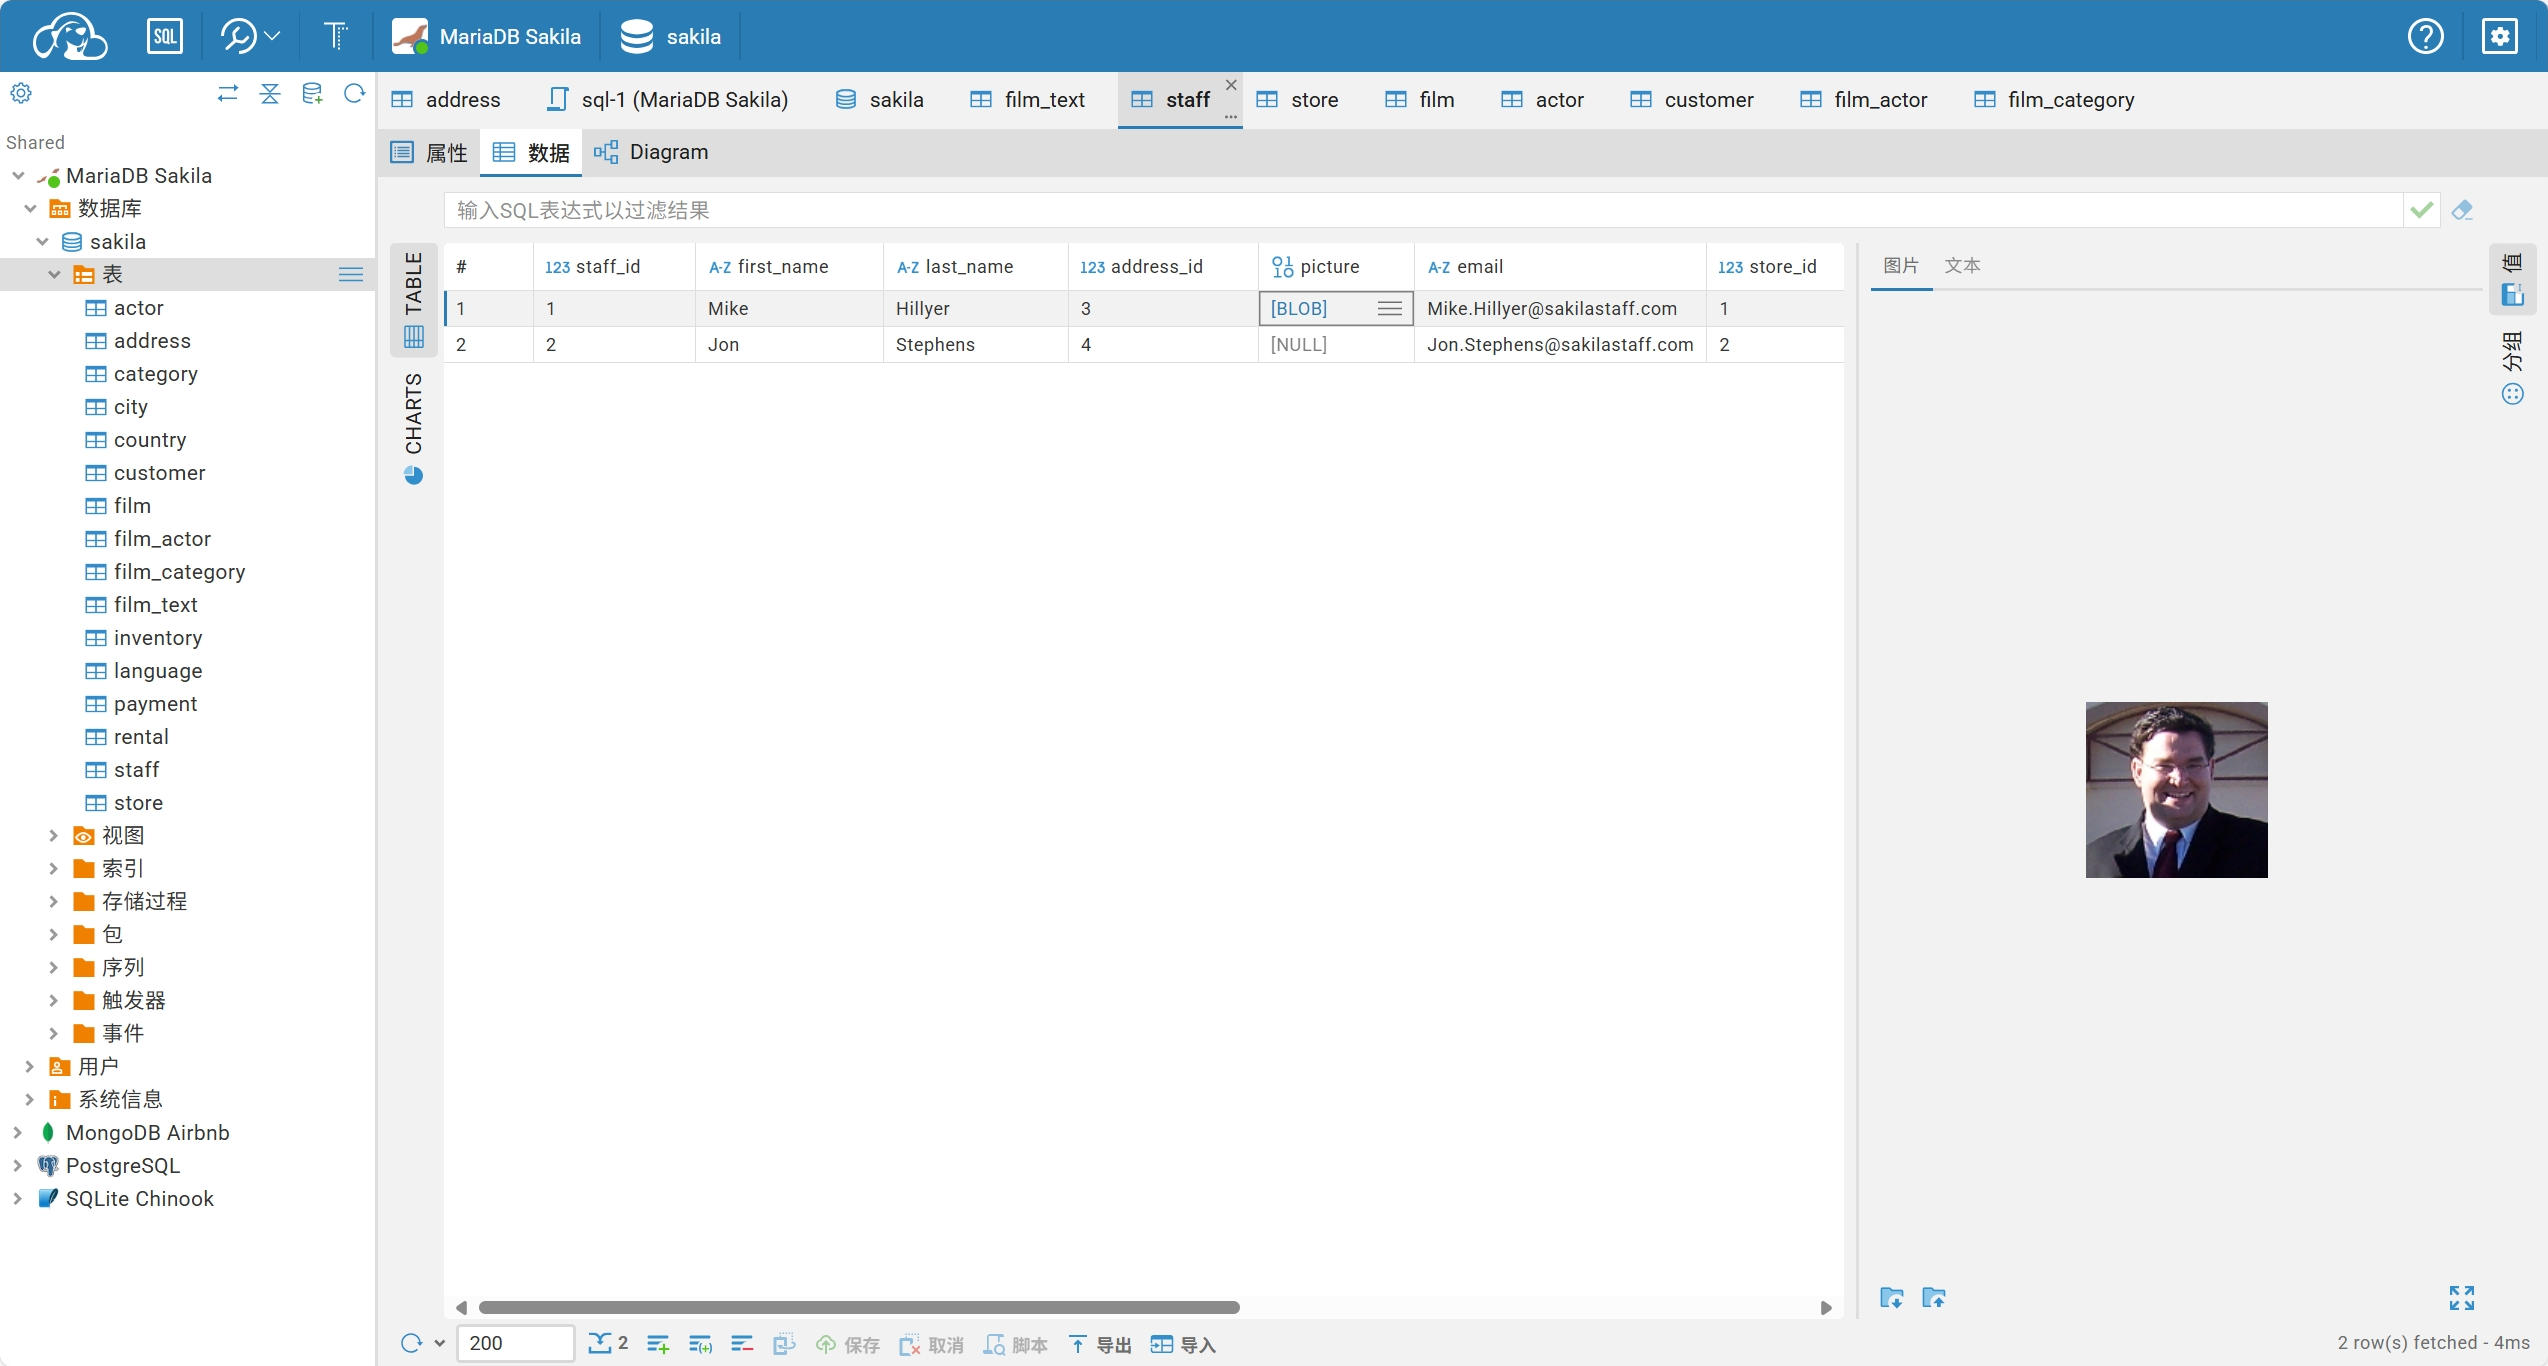 SQL MariaDB Sakila sakila
address sql-1 (MariaDB Sakila) sakila film_text staff store film actor customer film_actor film_category
Shared
MariaDB Sakila
数据库
sakila
表
actor
address
category
city
country
customer
film
film_actor
film_category
film_text
inventory
language
payment
rental
staff
store
视图
索引
存储过程
包
序列
触发器
事件
用户
系统信息
MongoDB Airbnb
PostgreSQL
SQLite Chinook
属性 数据 Diagram
输入SQL表达式以过滤结果
TABLE
CHARTS
# 123 staff_id A-Z first_name A-Z last_name 123 address_id picture A-Z email 123 store_id
1 1 Mike Hillyer 3 [BLOB] Mike.Hillyer@sakilastaff.com 1
2 2 Jon Stephens 4 [NULL] Jon.Stephens@sakilastaff.com 2
图片 文本
值
分组
200 2 保存 取消 脚本 导出 导入
2 row(s) fetched - 4ms